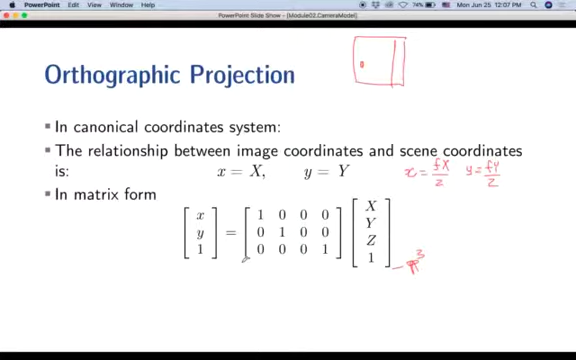 PowerPoint File Edit View Window Help 74% Mon Jun 25 12:07 PM
PowerPoint Slide Show - [Module02.CameraModel]
Orthographic Projection
In canonical coordinates system:
The relationship between image coordinates and scene coordinates
is: x = X, y = Y x = fX/z y = fY/z
In matrix form
[x y 1] = [1 0 0 0; 0 1 0 0; 0 0 0 1] [X Y Z 1]